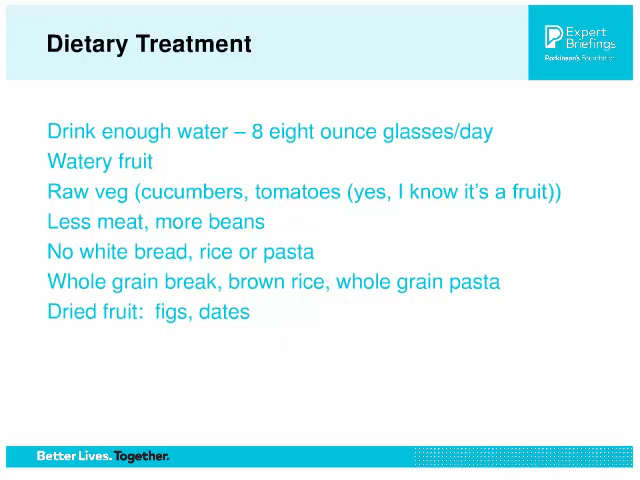 Dietary Treatment
Expert
Briefings
Parkinson's Foundation
Drink enough water – 8 eight ounce glasses/day
Watery fruit
Raw veg (cucumbers, tomatoes (yes, I know it's a fruit))
Less meat, more beans
No white bread, rice or pasta
Whole grain break, brown rice, whole grain pasta
Dried fruit:  figs, dates
Better Lives. Together.